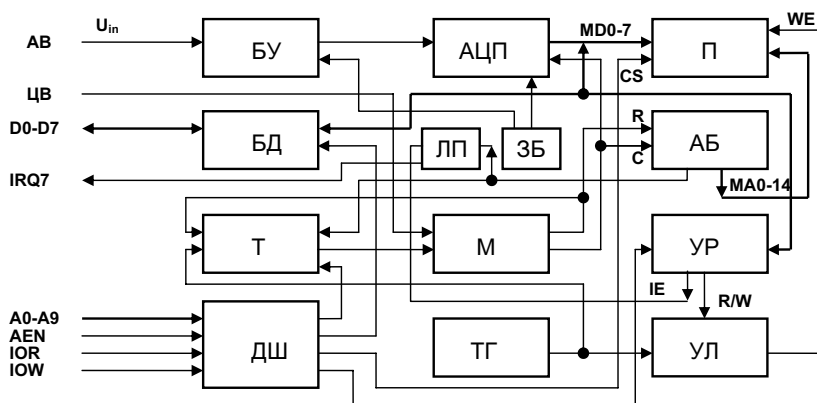 AB
U_in
БУ
АЦП
MD0-7
П
WE
ЦВ
CS
D0-D7
БД
ЛП
ЗБ
R
C
АБ
IRQ7
MA0-14
Т
М
УР
IE
R/W
A0-A9
AEN
IOR
IOW
ДШ
ТГ
УЛ